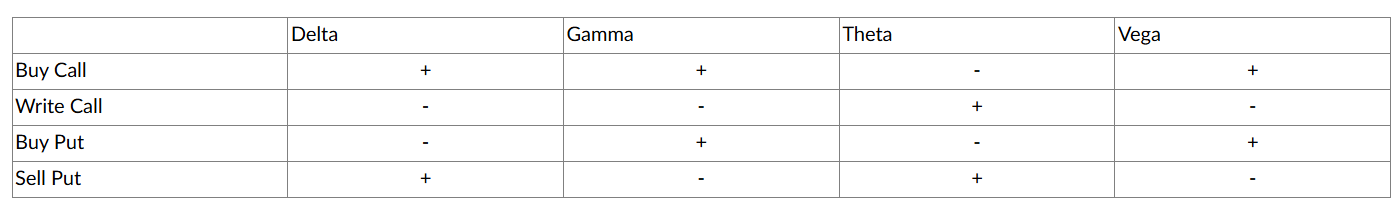 Delta Gamma Theta Vega
Buy Call + + - +
Write Call - - + -
Buy Put - + - +
Sell Put + - + -